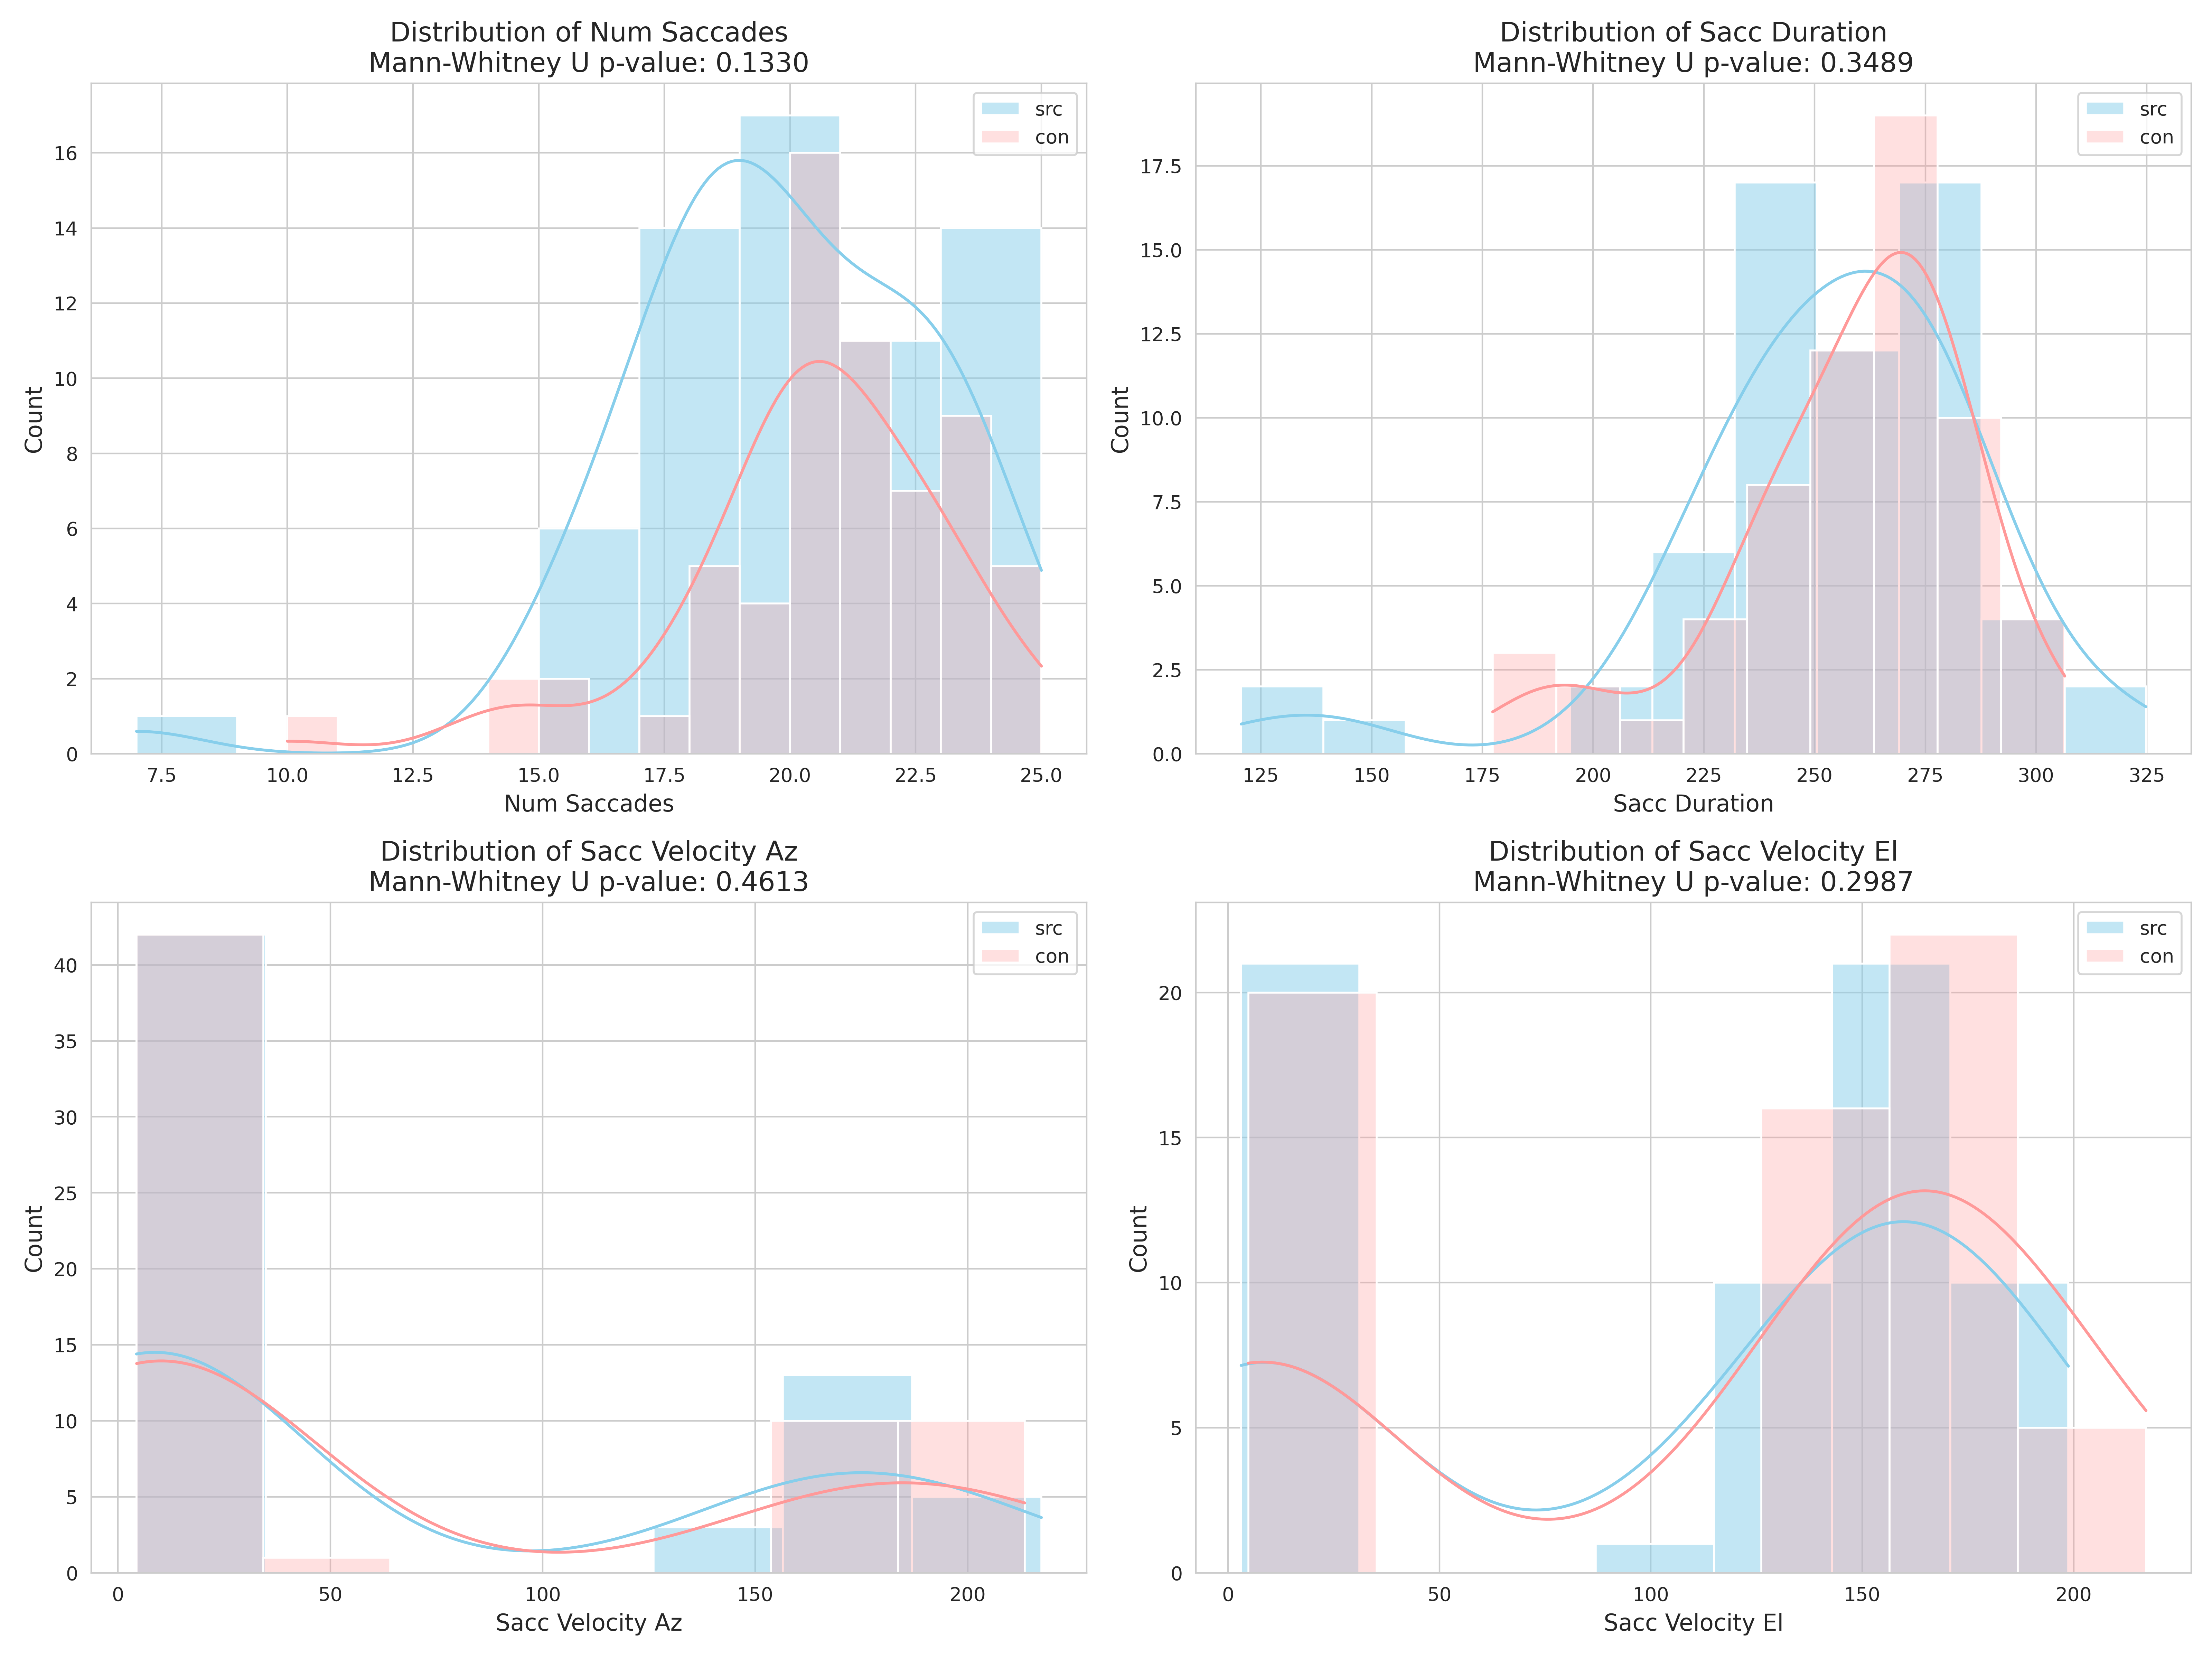 Distribution of Num Saccades
Mann-Whitney U p-value: 0.1330
src
con
16
14
12
10
8
6
4
2
0
Count
7.5 10.0 12.5 15.0 17.5 20.0 22.5 25.0
Num Saccades
Distribution of Sacc Duration
Mann-Whitney U p-value: 0.3489
src
con
17.5
15.0
12.5
10.0
7.5
5.0
2.5
0.0
Count
125 150 175 200 225 250 275 300 325
Sacc Duration
Distribution of Sacc Velocity Az
Mann-Whitney U p-value: 0.4613
src
con
40
35
30
25
20
15
10
5
0
Count
0 50 100 150 200
Sacc Velocity Az
Distribution of Sacc Velocity El
Mann-Whitney U p-value: 0.2987
src
con
20
15
10
5
0
Count
0 50 100 150 200
Sacc Velocity El